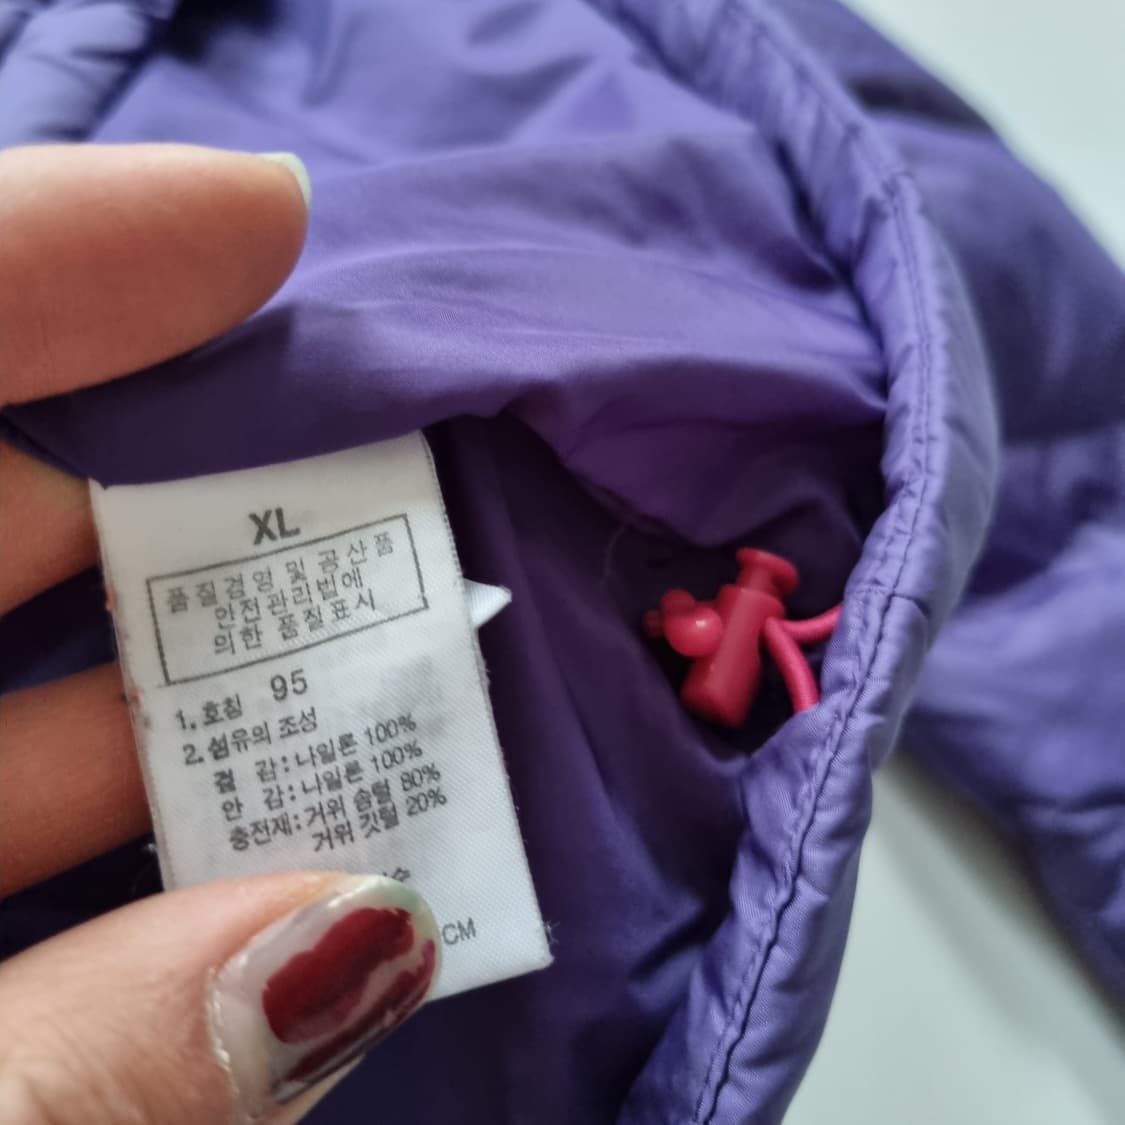 XL
품질경영 및 공산품
안전관리법에
의한 품질표시
1. 호칭 95
2. 섬유의 조성
겉 감 : 나일론 100%
안 감 : 나일론 100%
충전재 : 거위 솜털 80%
거위 깃털 20%
CM